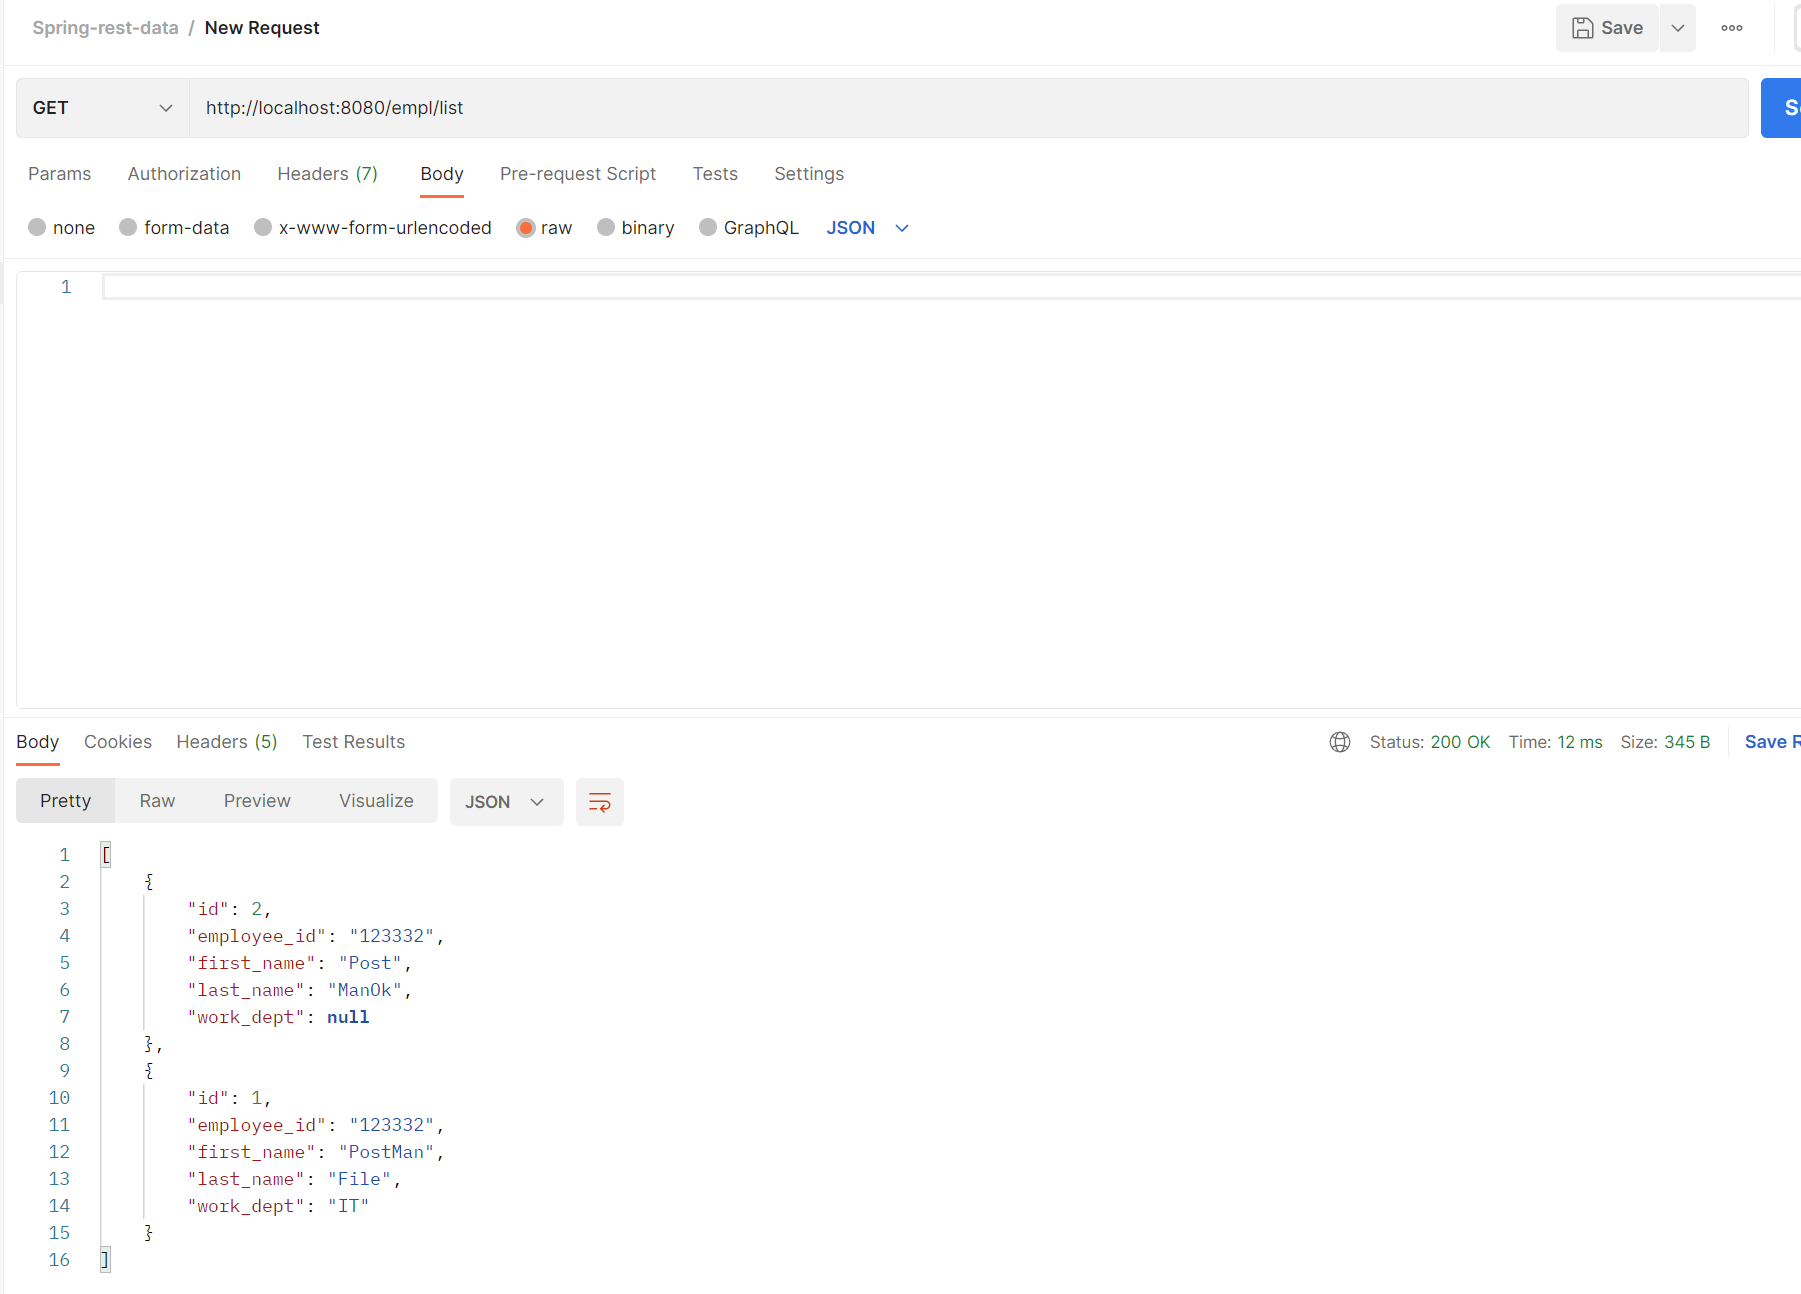 Spring-rest-data / New Request
Save
GET http://localhost:8080/empl/list
Params Authorization Headers (7) Body Pre-request Script Tests Settings
none form-data x-www-form-urlencoded raw binary GraphQL JSON
1
Body Cookies Headers (5) Test Results Status: 200 OK Time: 12 ms Size: 345 B Save
Pretty Raw Preview Visualize JSON
1 [
2 {
3 "id": 2,
4 "employee_id": "123332",
5 "first_name": "Post",
6 "last_name": "ManOk",
7 "work_dept": null
8 },
9 {
10 "id": 1,
11 "employee_id": "123332",
12 "first_name": "PostMan",
13 "last_name": "File",
14 "work_dept": "IT"
15 }
16 ]